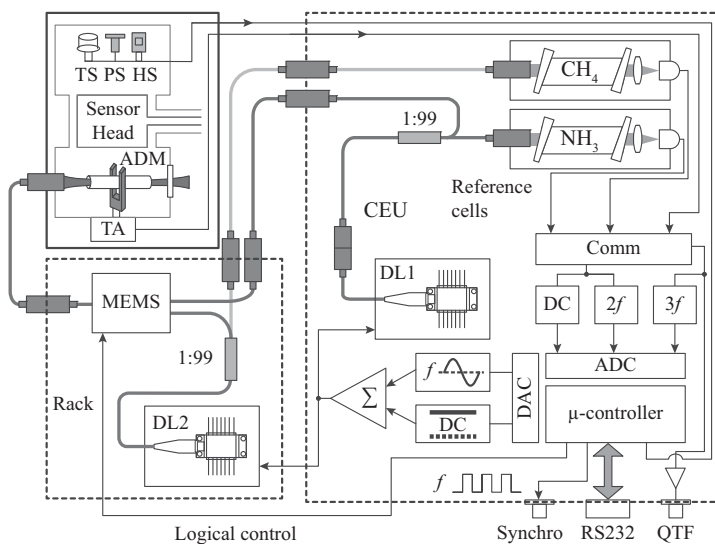 TS PS HS
Sensor
Head
ADM
TA
CH4
1:99
NH3
Reference
cells
CEU
Comm
DL1
MEMS
DC
2f
3f
1:99
ADC
Rack
f
DAC
Σ
μ-controller
DL2
DC
f
Logical control
Synchro
RS232
QTF